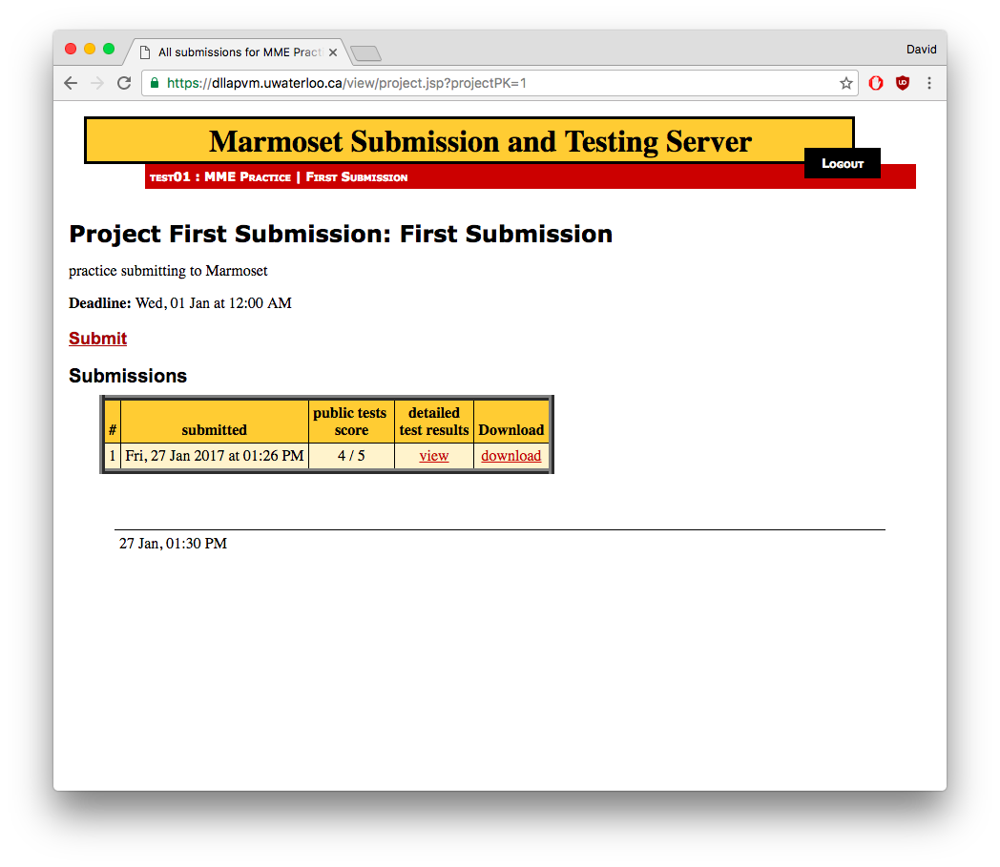 All submissions for MME Pract
David
https://dllapvm.uwaterloo.ca/view/project.jsp?projectPK=1
Marmoset Submission and Testing Server
Logout
test01 : MME Practice | First Submission
Project First Submission: First Submission
practice submitting to Marmoset
Deadline: Wed, 01 Jan at 12:00 AM
Submit
Submissions
# submitted public tests score detailed test results Download
1 Fri, 27 Jan 2017 at 01:26 PM 4 / 5 view download
27 Jan, 01:30 PM